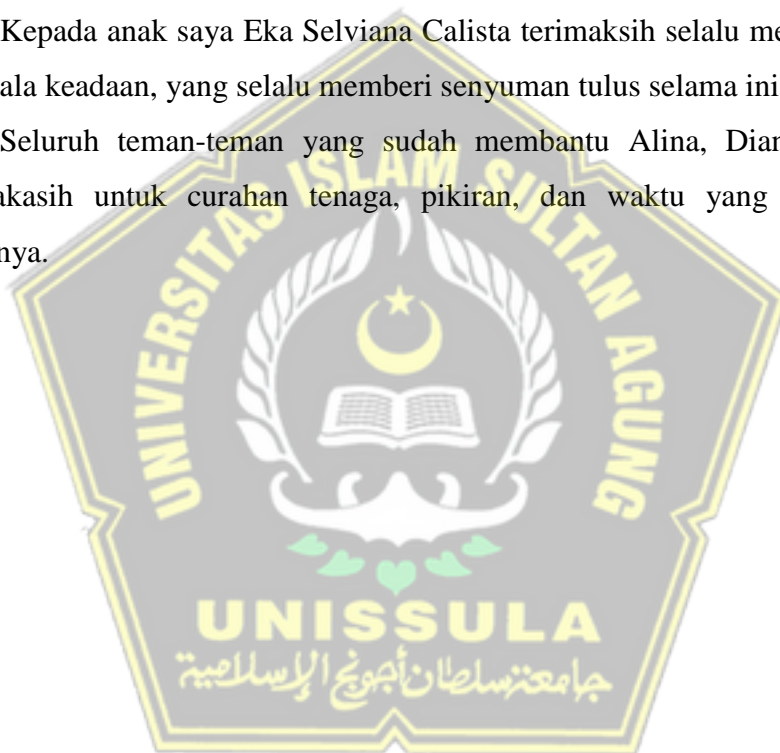 Kepada anak saya Eka Selviana Calista terimaksih selalu me
ala keadaan, yang selalu memberi senyuman tulus selama ini
Seluruh teman-teman yang sudah membantu Alina, Dian
akasih untuk curahan tenaga, pikiran, dan waktu yang
nya.
UNIVERSITAS ISLAM SULTAN AGUNG
UNISSULA
جامعة سلطان أجونج الإسلامية